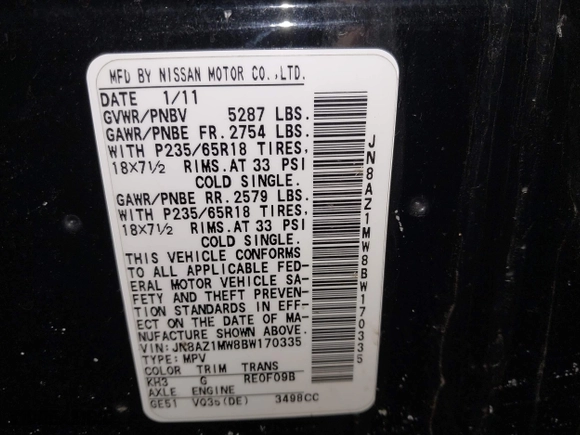 MFD BY NISSAN MOTOR CO.,LTD.
DATE 1/11
GVWR/PNBV 5287 LBS.
GAWR/PNBE FR. 2754 LBS.
WITH P235/65R18 TIRES,
18×7½ RIMS.AT 33 PSI
COLD SINGLE.
GAWR/PNBE RR. 2579 LBS.
WITH P235/65R18 TIRES,
18×7½ RIMS.AT 33 PSI
COLD SINGLE.
THIS VEHICLE CONFORMS
TO ALL APPLICABLE FED-
ERAL MOTOR VEHICLE SA-
FETY AND THEFT PREVEN-
TION STANDARDS IN EFF-
ECT ON THE DATE OF MA-
NUFACTURE SHOWN ABOVE.
VIN: JN8AZ1MW8BW170335
TYPE: MPV
COLOR TRIM TRANS
KH3 G RE0F09B
AXLE ENGINE
GE51 VQ35(DE) 3498CC
JN8AZ1MW8BW170335